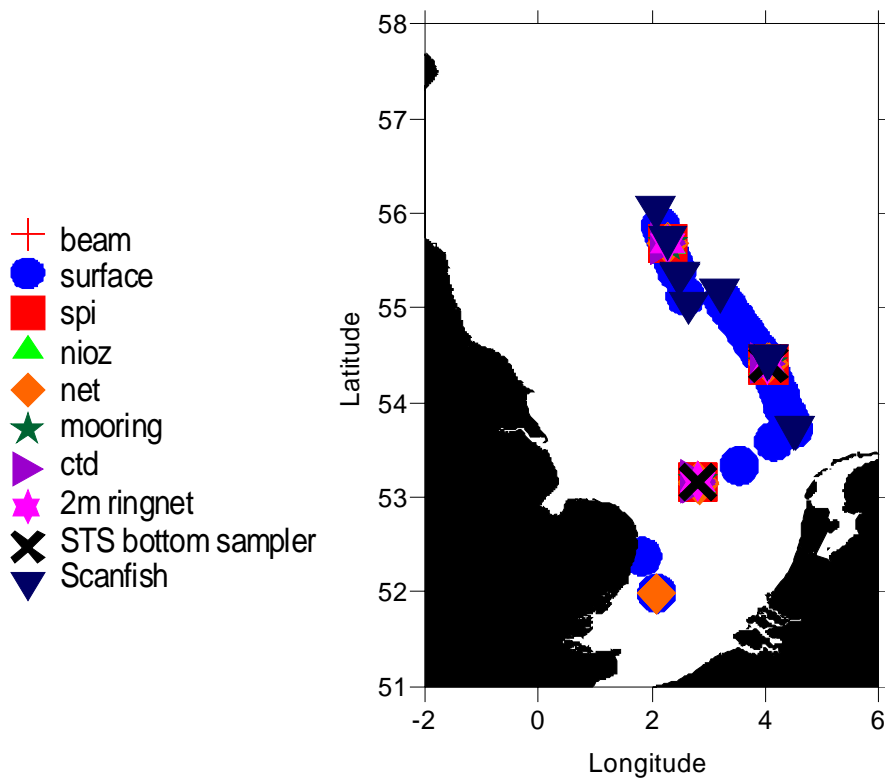 beam
surface
spi
nioz
net
mooring
ctd
2m ringnet
STS bottom sampler
Scanfish
Latitude
58
57
56
55
54
53
52
51
-2
0
2
4
6
Longitude